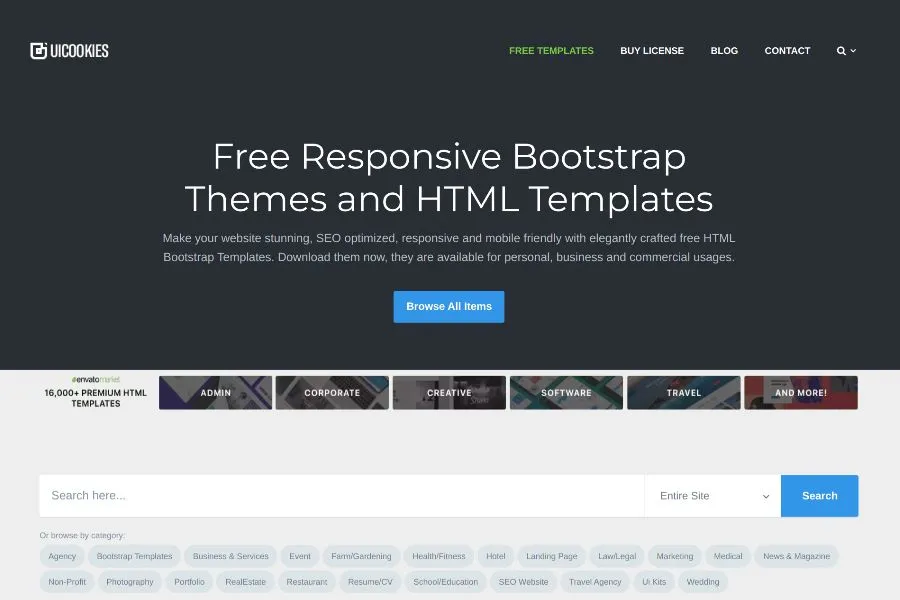 UICOOKIES
FREE TEMPLATES BUY LICENSE BLOG CONTACT
Free Responsive Bootstrap
Themes and HTML Templates
Make your website stunning, SEO optimized, responsive and mobile friendly with elegantly crafted free HTML
Bootstrap Templates. Download them now, they are available for personal, business and commercial usages.
Browse All items
envato market
16,000+ PREMIUM HTML
TEMPLATES
ADMIN CORPORATE CREATIVE SOFTWARE TRAVEL AND MORE!
Search here... Entire Site Search
Or browse by category:
Agency Bootstrap Templates Business & Services Event Farm/Gardening Health/Fitness Hotel Landing Page Law/Legal Marketing Medical News & Magazine
Non-Profit Photography Portfolio RealEstate Restaurant Resume/CV School/Education SEO Website Travel Agency Ui Kits Wedding